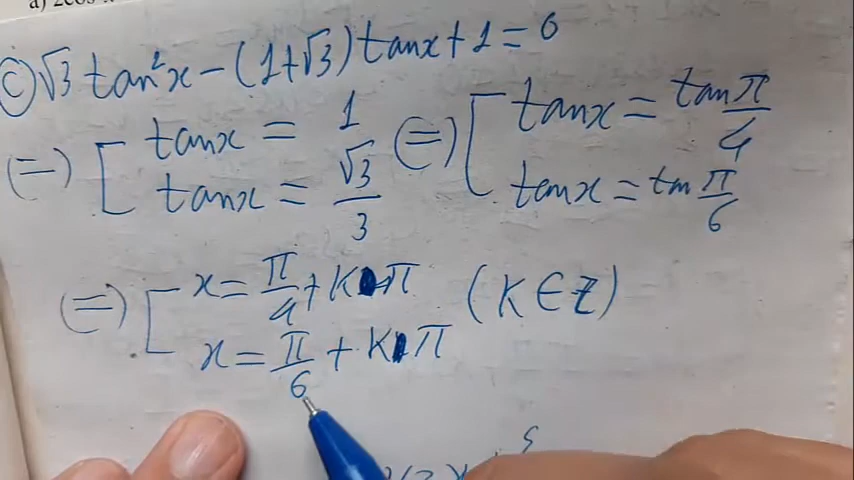 a) 2cos
c) √3 tan²x - (1+√3)tanx + 1 = 0
(=) [ tanx = 1 (=) [ tanx = tan π/4
tanx = √3/3 tanx = tan π/6
(=) [ x = π/4 + kπ (k ∈ Z)
x = π/6 + kπ